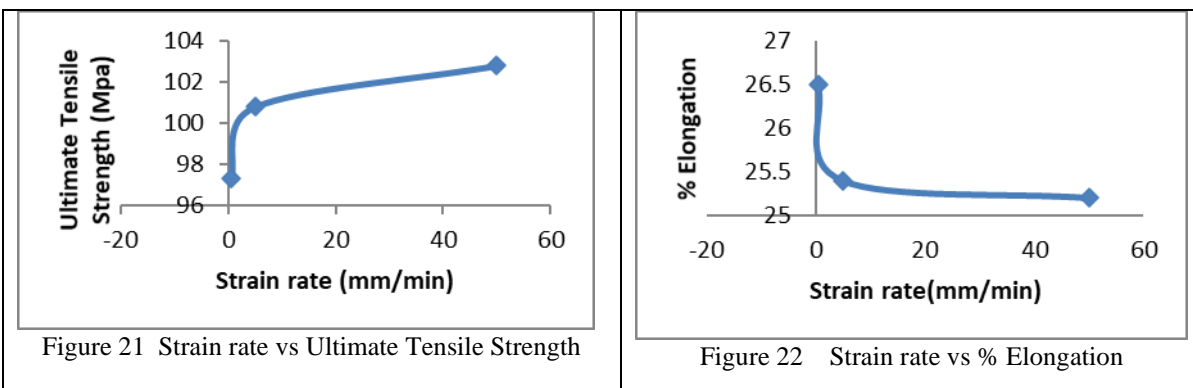 104
102
100
98
96
-20 0 20 40 60
Ultimate Tensile
Strength (Mpa)
Strain rate (mm/min)
Figure 21 Strain rate vs Ultimate Tensile Strength
27
26.5
26
25.5
25
-20 0 20 40 60
% Elongation
Strain rate(mm/min)
Figure 22 Strain rate vs % Elongation